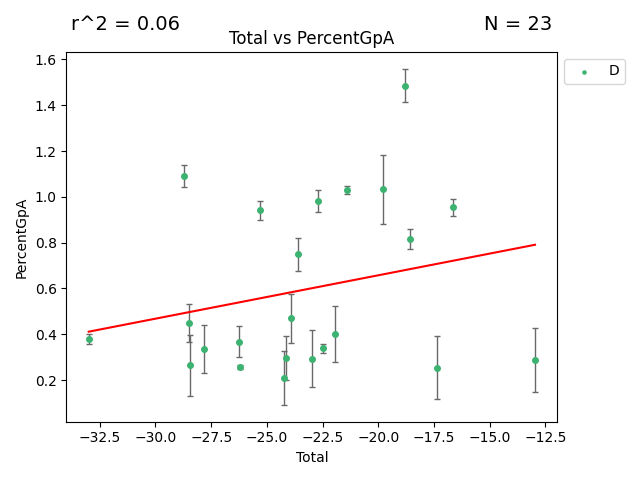 r^2 = 0.06
N = 23
Total vs PercentGpA
D
1.6
1.4
1.2
1.0
0.8
0.6
0.4
0.2
PercentGpA
−32.5 −30.0 −27.5 −25.0 −22.5 −20.0 −17.5 −15.0 −12.5
Total